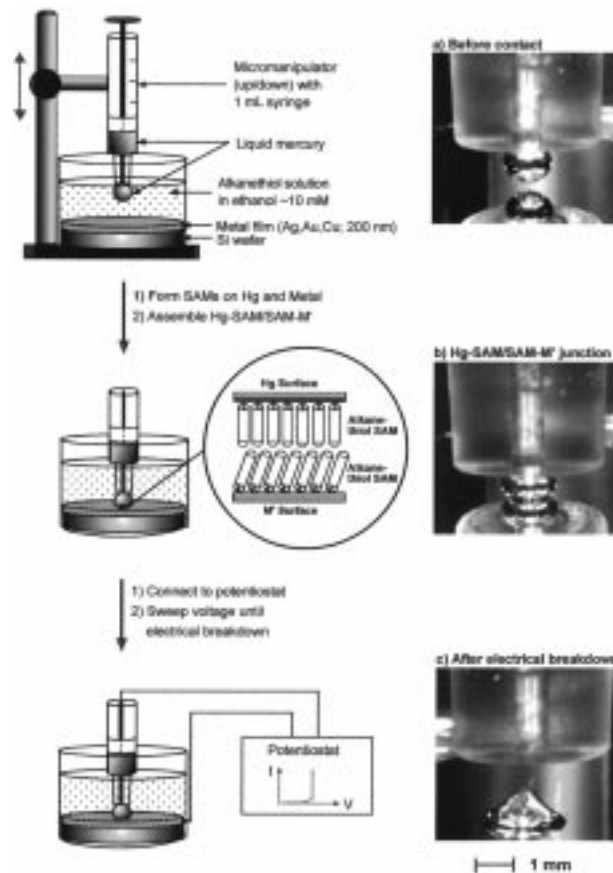 Micromanipulator
(up/down) with
1 mL syringe
Liquid mercury
Alkanethiol solution
in ethanol ~10 mM
Metal film (Ag,Au,Cu; 200 nm)
Si wafer
a) Before contact
1) Form SAMs on Hg and Metal
2) Assemble Hg-SAM/SAM-M'
Hg Surface
Alkane-
thiol SAM
Alkane-
thiol SAM
M' Surface
b) Hg-SAM/SAM-M' junction
1) Connect to potentiostat
2) Sweep voltage until
electrical breakdown
Potentiostat
I
V
c) After electrical breakdown
1 mm